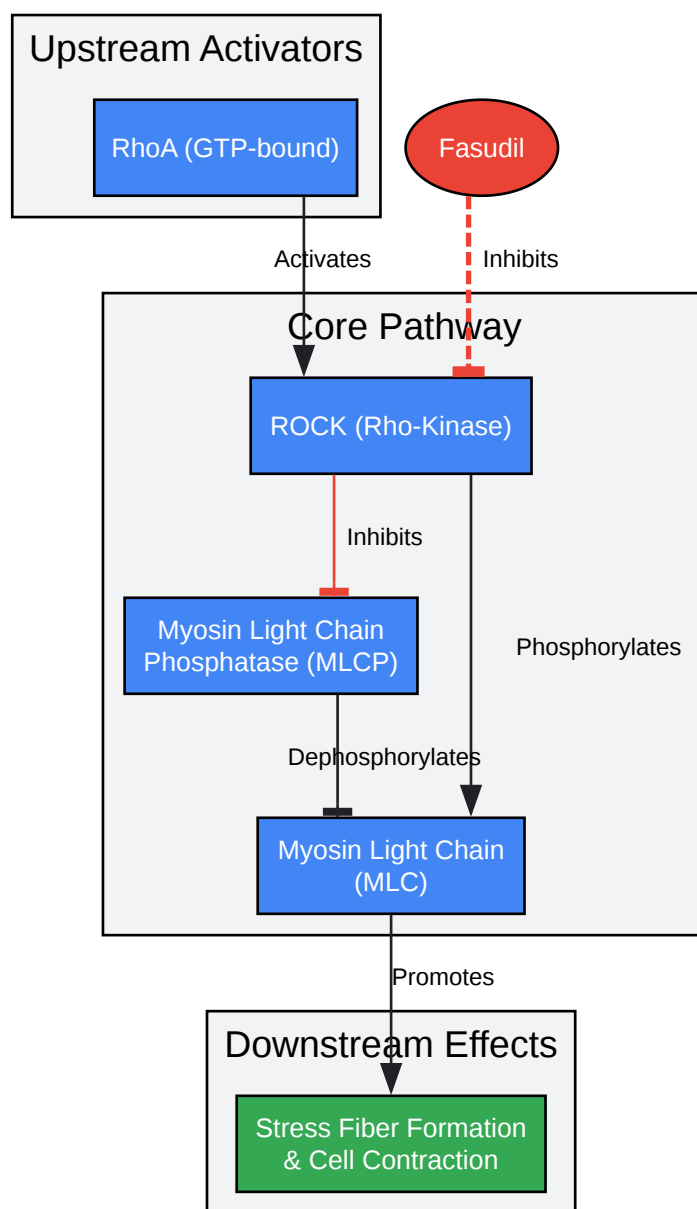 Upstream Activators
RhoA (GTP-bound)
Fasudil
Activates
Inhibits
Core Pathway
ROCK (Rho-Kinase)
Inhibits
Myosin Light Chain
Phosphatase (MLCP)
Phosphorylates
Dephosphorylates
Myosin Light Chain
(MLC)
Promotes
Downstream Effects
Stress Fiber Formation
& Cell Contraction